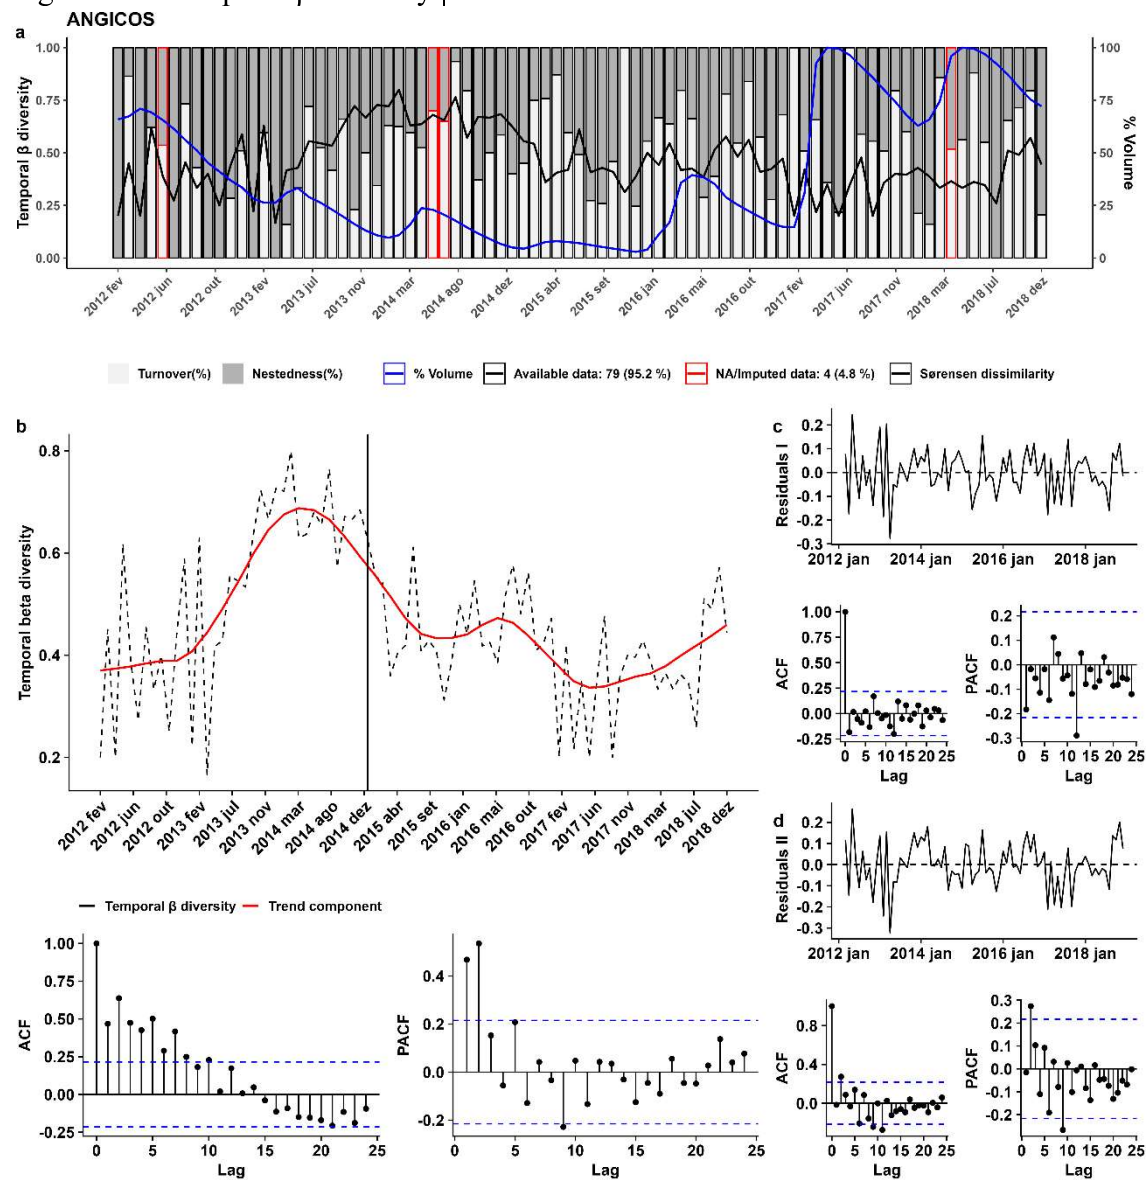 ANGICOS
a
1.00
0.75
0.50
0.25
0.00
Temporal β diversity
100
75
50
25
0
% Volume
2012 fev
2012 jun
2012 out
2013 fev
2013 jul
2013 nov
2014 mar
2014 ago
2014 dez
2015 abr
2015 set
2016 jan
2016 mai
2016 out
2017 fev
2017 jun
2017 nov
2018 mar
2018 jul
2018 dez
Turnover(%)
Nestedness(%)
% Volume
Available data: 79 (95.2 %)
NA/Imputed data: 4 (4.8 %)
Sørensen dissimilarity
b
0.8
0.6
0.4
0.2
Temporal beta diversity
2012 fev
2012 jun
2012 out
2013 fev
2013 jul
2013 nov
2014 mar
2014 ago
2014 dez
2015 abr
2015 set
2016 jan
2016 mai
2016 out
2017 fev
2017 jun
2017 nov
2018 mar
2018 jul
2018 dez
Temporal β diversity
Trend component
1.00
0.75
0.50
0.25
0.00
-0.25
ACF
0 5 10 15 20 25
Lag
0.4
0.2
0.0
-0.2
PACF
0 5 10 15 20 25
Lag
c
0.2
0.1
0.0
-0.1
-0.2
-0.3
Residuals I
2012 jan 2014 jan 2016 jan 2018 jan
1.00
0.75
0.50
0.25
0.00
-0.25
ACF
0 5 10 15 20 25
Lag
0.2
0.1
0.0
-0.1
-0.2
-0.3
PACF
0 5 10 15 20 25
Lag
d
0.2
0.1
0.0
-0.1
-0.2
-0.3
Residuals II
2012 jan 2014 jan 2016 jan 2018 jan
0.8
0.4
0.0
ACF
0 5 10 15 20 25
Lag
0.3
0.2
0.1
0.0
-0.1
-0.2
PACF
0 5 10 15 20 25
Lag